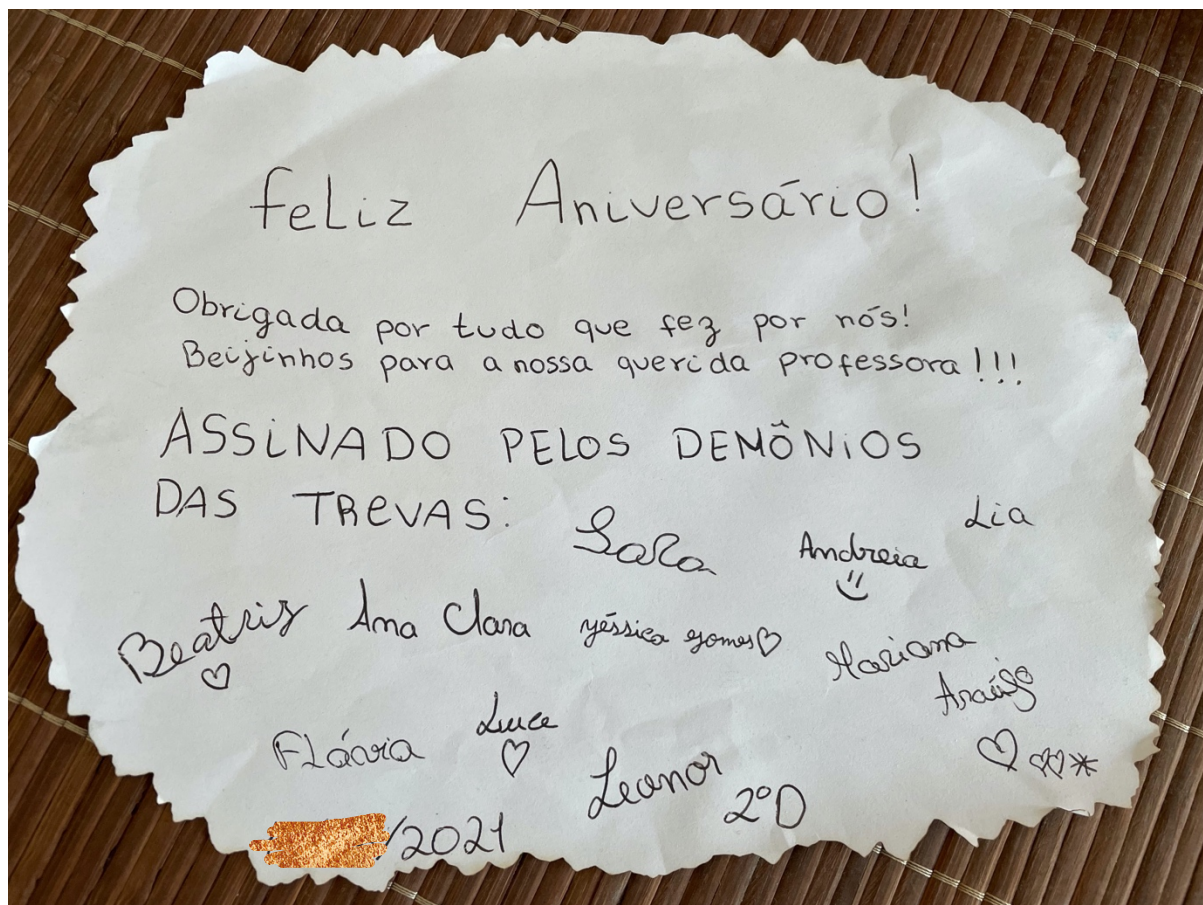 feLiz Aniversário!
Obrigada por tudo que fez por nós!
Beijinhos para a nossa querida professora!!!
ASSiNADO PELOS DEMÔNiOS
DAS TREVAS:
Sara Andreia Lia
Beatriz Ana Clara yéssica gomes Mariana
Araújo
FLávia Luce
Leonor
2ºD
/2021